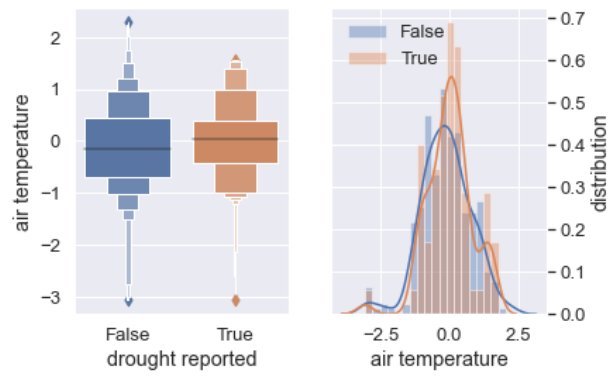 air temperature
2
1
0
−1
−2
−3
False
True
drought reported
False
True
−2.5
0.0
2.5
air temperature
0.7
0.6
0.5
0.4
0.3
0.2
0.1
0.0
distribution